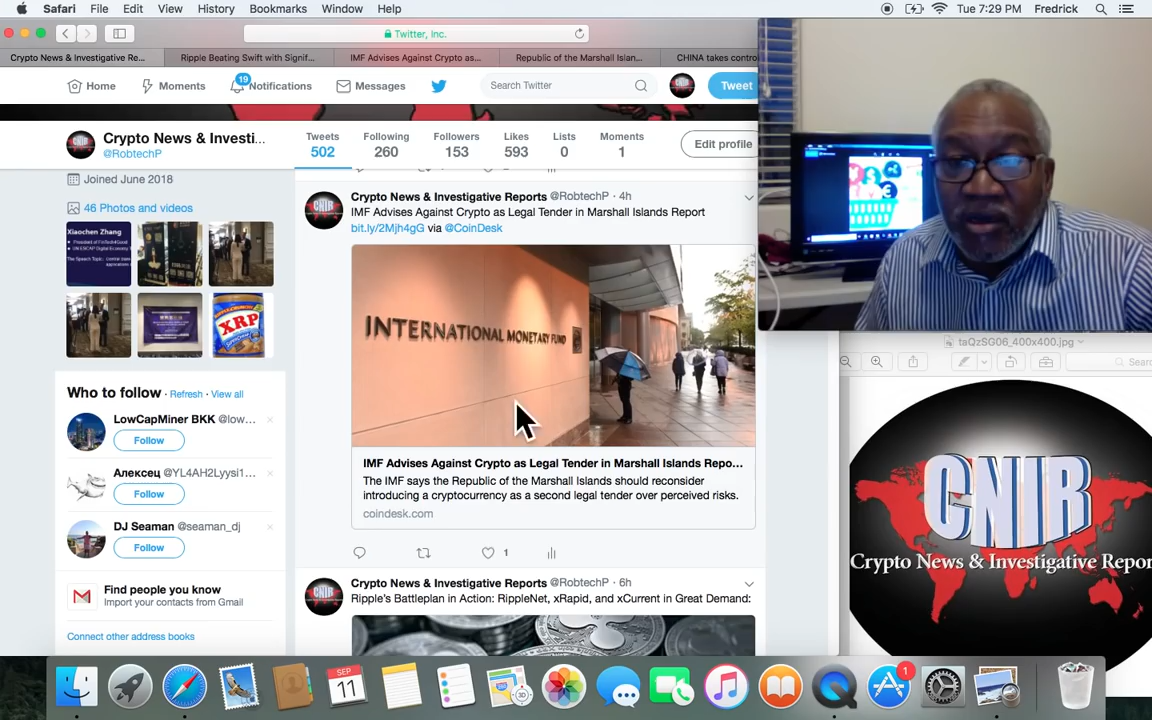 Safari File Edit View History Bookmarks Window Help Tue 7:29 PM Fredrick
Twitter, Inc.
Crypto News & Investigative Re... Ripple Beating Swift with Signif... IMF Advises Against Crypto as... Republic of the Marshall Islan... CHINA takes contro
Home Moments 19 Notifications Messages Search Twitter Tweet
Crypto News & Investi...
@RobtechP
Tweets Following Followers Likes Lists Moments
502 260 153 593 0 1
Edit profile
Joined June 2018
46 Photos and videos
Xiaochen Zhang
XRP
Who to follow · Refresh · View all
LowCapMiner BKK @low...
Follow
Алексец @YL4AH2Lyysi1...
Follow
DJ Seaman @seaman_dj
Follow
Find people you know
Import your contacts from Gmail
Connect other address books
Crypto News & Investigative Reports @RobtechP · 4h
IMF Advises Against Crypto as Legal Tender in Marshall Islands Report
bit.ly/2Mjh4gG via @CoinDesk
INTERNATIONAL MONETARY FUND
IMF Advises Against Crypto as Legal Tender in Marshall Islands Repo...
The IMF says the Republic of the Marshall Islands should reconsider
introducing a cryptocurrency as a second legal tender over perceived risks.
coindesk.com
1
Crypto News & Investigative Reports @RobtechP · 6h
Ripple's Battleplan in Action: RippleNet, xRapid, and xCurrent in Great Demand:
taQzSG06_400x400.jpg
Sear
CNIR
Crypto News & Investigative Repor
SEP
11
3D
1